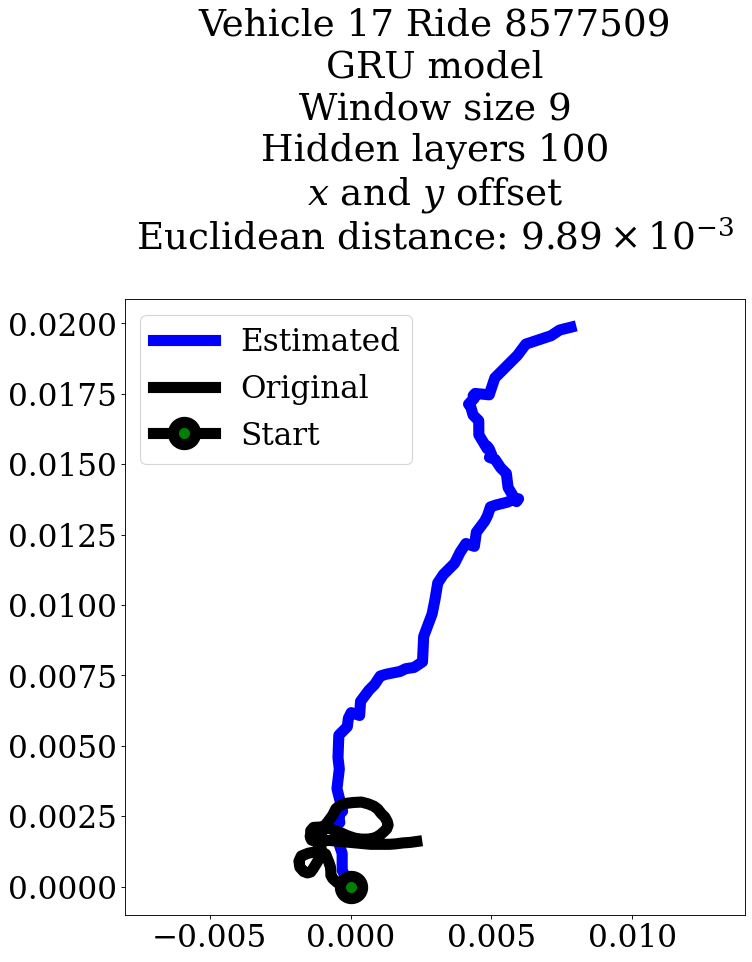 Vehicle 17 Ride 8577509
GRU model
Window size 9
Hidden layers 100
x and y offset
Euclidean distance: 9.89 × 10⁻³
Estimated
Original
Start
0.0200
0.0175
0.0150
0.0125
0.0100
0.0075
0.0050
0.0025
0.0000
−0.005 0.000 0.005 0.010